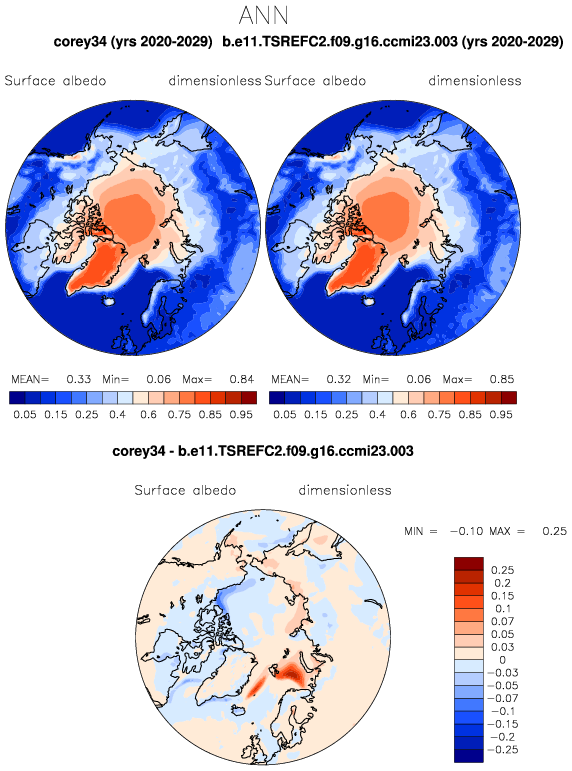 ANN
corey34 (yrs 2020-2029) b.e11.TSREFC2.f09.g16.ccmi23.003 (yrs 2020-2029)
Surface albedo dimensionless Surface albedo dimensionless
MEAN= 0.33 Min= 0.06 Max= 0.84 MEAN= 0.32 Min= 0.06 Max= 0.85
0.05 0.15 0.25 0.4 0.6 0.75 0.85 0.95 0.05 0.15 0.25 0.4 0.6 0.75 0.85 0.95
corey34 - b.e11.TSREFC2.f09.g16.ccmi23.003
Surface albedo dimensionless
MIN = -0.10 MAX = 0.25
0.25
0.2
0.15
0.1
0.07
0.05
0.03
0
-0.03
-0.05
-0.07
-0.1
-0.15
-0.2
-0.25